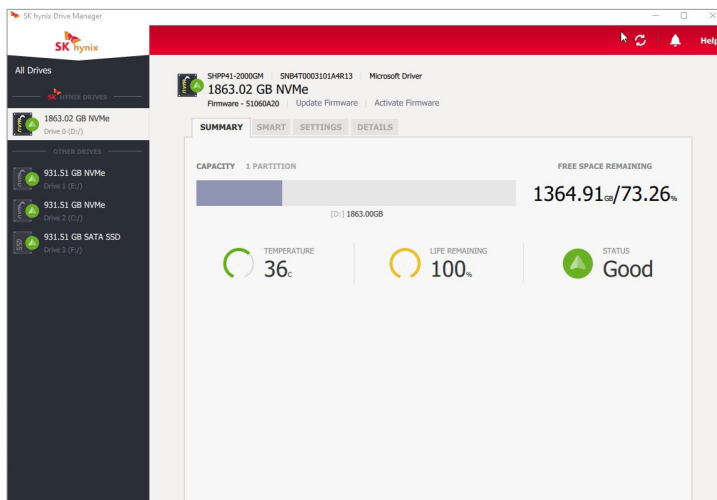 SK hynix Drive Manager
SK hynix
Help
All Drives
SK HYNIX DRIVES
1863.02 GB NVMe
Drive 0 (D:/)
OTHER DRIVES
931.51 GB NVMe
Drive 1 (E:/)
931.51 GB NVMe
Drive 2 (C:/)
931.51 GB SATA SSD
Drive 3 (F:/)
SHPP41-2000GM SNB4T0003101A4R13 Microsoft Driver
1863.02 GB NVMe
Firmware - 51060A20 Update Firmware Activate Firmware
SUMMARY SMART SETTINGS DETAILS
CAPACITY 1 PARTITION
FREE SPACE REMAINING
1364.91GB/73.26%
[D:] 1863.00GB
TEMPERATURE
36C
LIFE REMAINING
100%
STATUS
Good